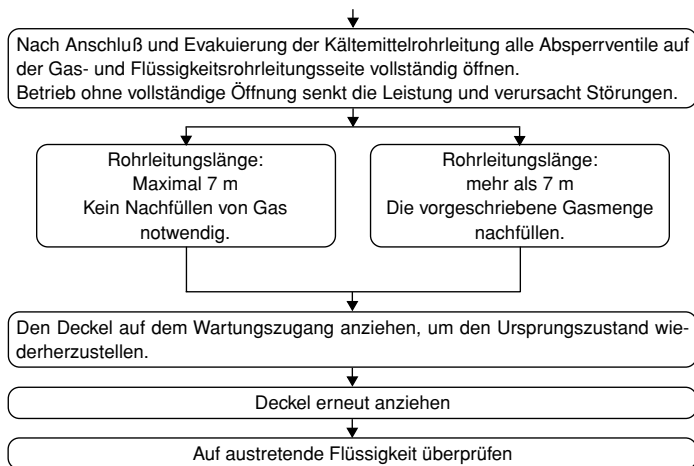 Nach Anschluß und Evakuierung der Kältemittelrohrleitung alle Absperrventile auf
der Gas- und Flüssigkeitsrohrleitungsseite vollständig öffnen.
Betrieb ohne vollständige Öffnung senkt die Leistung und verursacht Störungen.
Rohrleitungslänge:
Maximal 7 m
Kein Nachfüllen von Gas
notwendig.
Rohrleitungslänge:
mehr als 7 m
Die vorgeschriebene Gasmenge
nachfüllen.
Den Deckel auf dem Wartungszugang anziehen, um den Ursprungszustand wie-
derherzustellen.
Deckel erneut anziehen
Auf austretende Flüssigkeit überprüfen